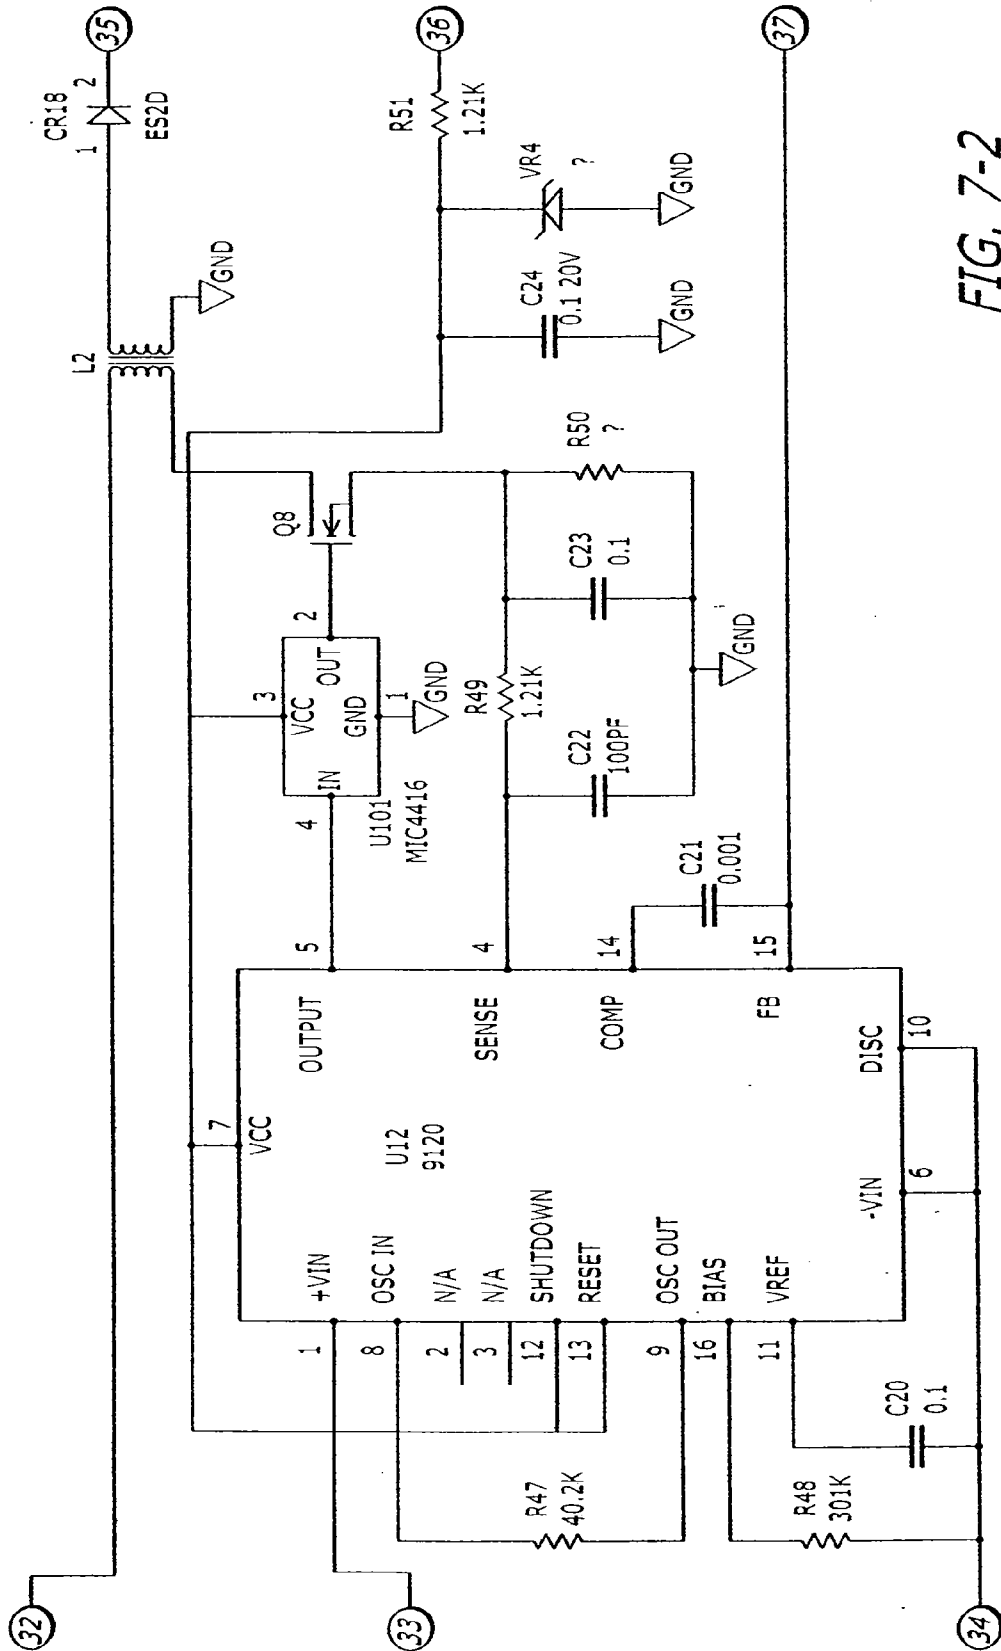 32
33
34
35
36
37
CR18
1
2
ES2D
L2
GND
R51
1.21K
VR4
?
GND
C24
0.1 20V
GND
Q8
2
3
VCC
OUT
IN
GND
1
GND
4
U101
MIC4416
R49
1.21K
C22
100PF
C23
0.1
R50
?
GND
C21
0.001
7
VCC
5
OUTPUT
4
SENSE
14
COMP
15
FB
U12
9120
1
+VIN
8
OSC IN
2
N/A
3
N/A
12
SHUTDOWN
13
RESET
9
OSC OUT
16
BIAS
11
VREF
-VIN
6
DISC
10
R47
40.2K
R48
301K
C20
0.1
FIG. 7-2